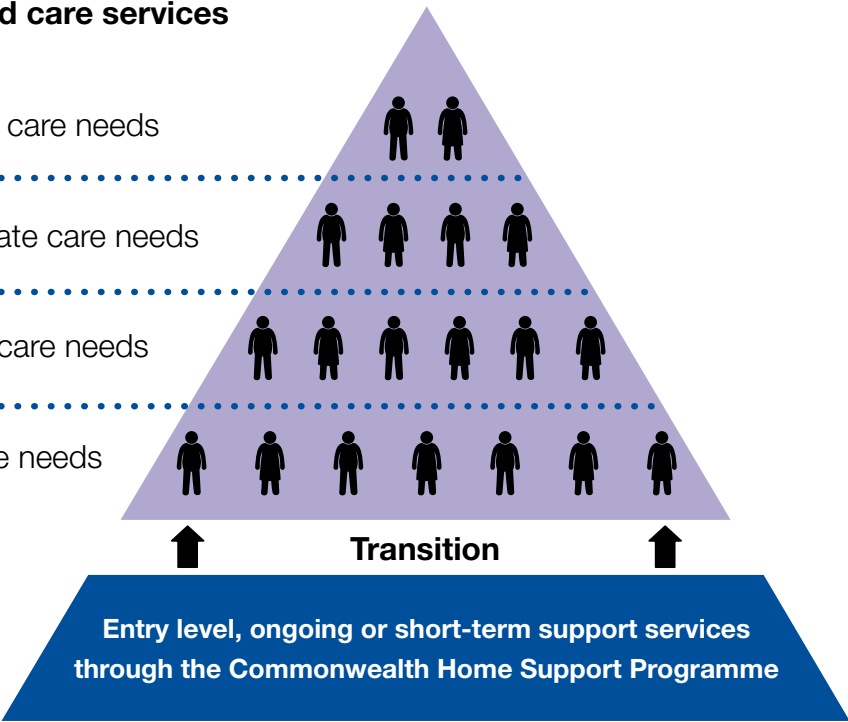 d care services
care needs
ate care needs
care needs
e needs
Transition
Entry level, ongoing or short-term support services
through the Commonwealth Home Support Programme